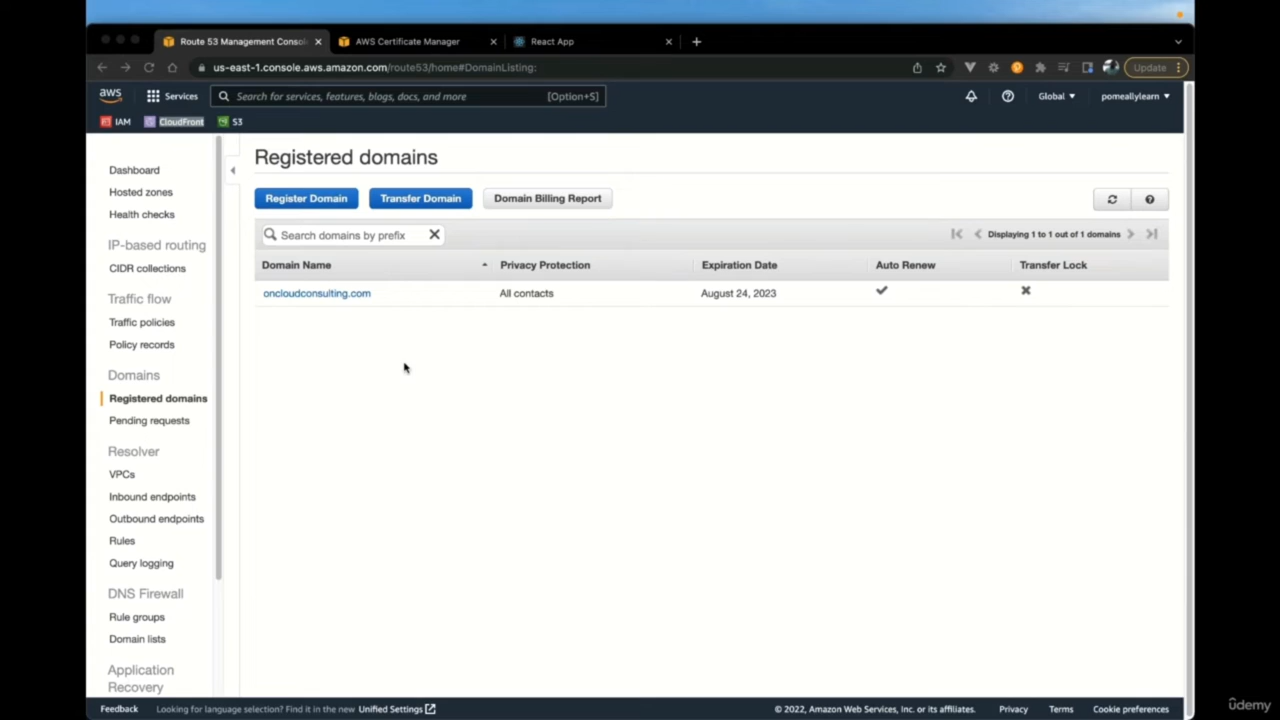 Route 53 Management Conso
AWS Certificate Manager
React App
us-east-1.console.aws.amazon.com/route53/home#DomainListing:
Update
aws
Services
Search for services, features, blogs, docs, and more
[Option+S]
Global
pomeallylearn
IAM
CloudFront
S3
Dashboard
Hosted zones
Health checks
IP-based routing
CIDR collections
Traffic flow
Traffic policies
Policy records
Domains
Registered domains
Pending requests
Resolver
VPCs
Inbound endpoints
Outbound endpoints
Rules
Query logging
DNS Firewall
Rule groups
Domain lists
Application
Recovery
Registered domains
Register Domain
Transfer Domain
Domain Billing Report
Search domains by prefix
Displaying 1 to 1 out of 1 domains
Domain Name
Privacy Protection
Expiration Date
Auto Renew
Transfer Lock
oncloudconsulting.com
All contacts
August 24, 2023
Feedback
Looking for language selection? Find it in the new Unified Settings
© 2022, Amazon Web Services, Inc. or its affiliates.
Privacy
Terms
Cookie preferences
ûdemy